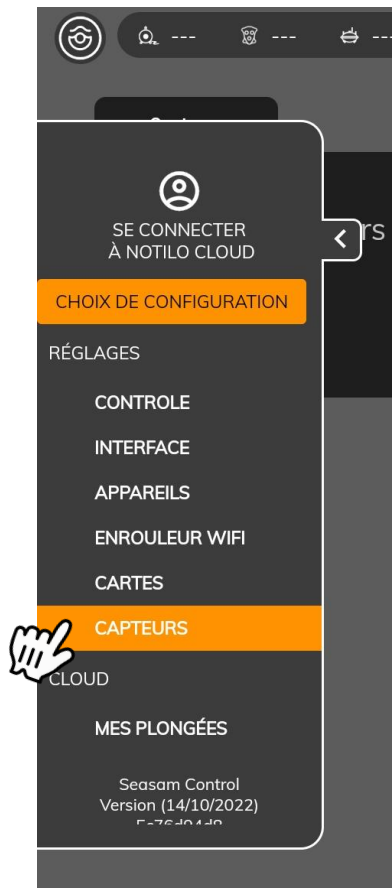 --- --- ---
SE CONNECTER
À NOTILO CLOUD
rs
CHOIX DE CONFIGURATION
RÉGLAGES
CONTROLE
INTERFACE
APPAREILS
ENROULEUR WIFI
CARTES
CAPTEURS
CLOUD
MES PLONGÉES
Seasam Control
Version (14/10/2022)